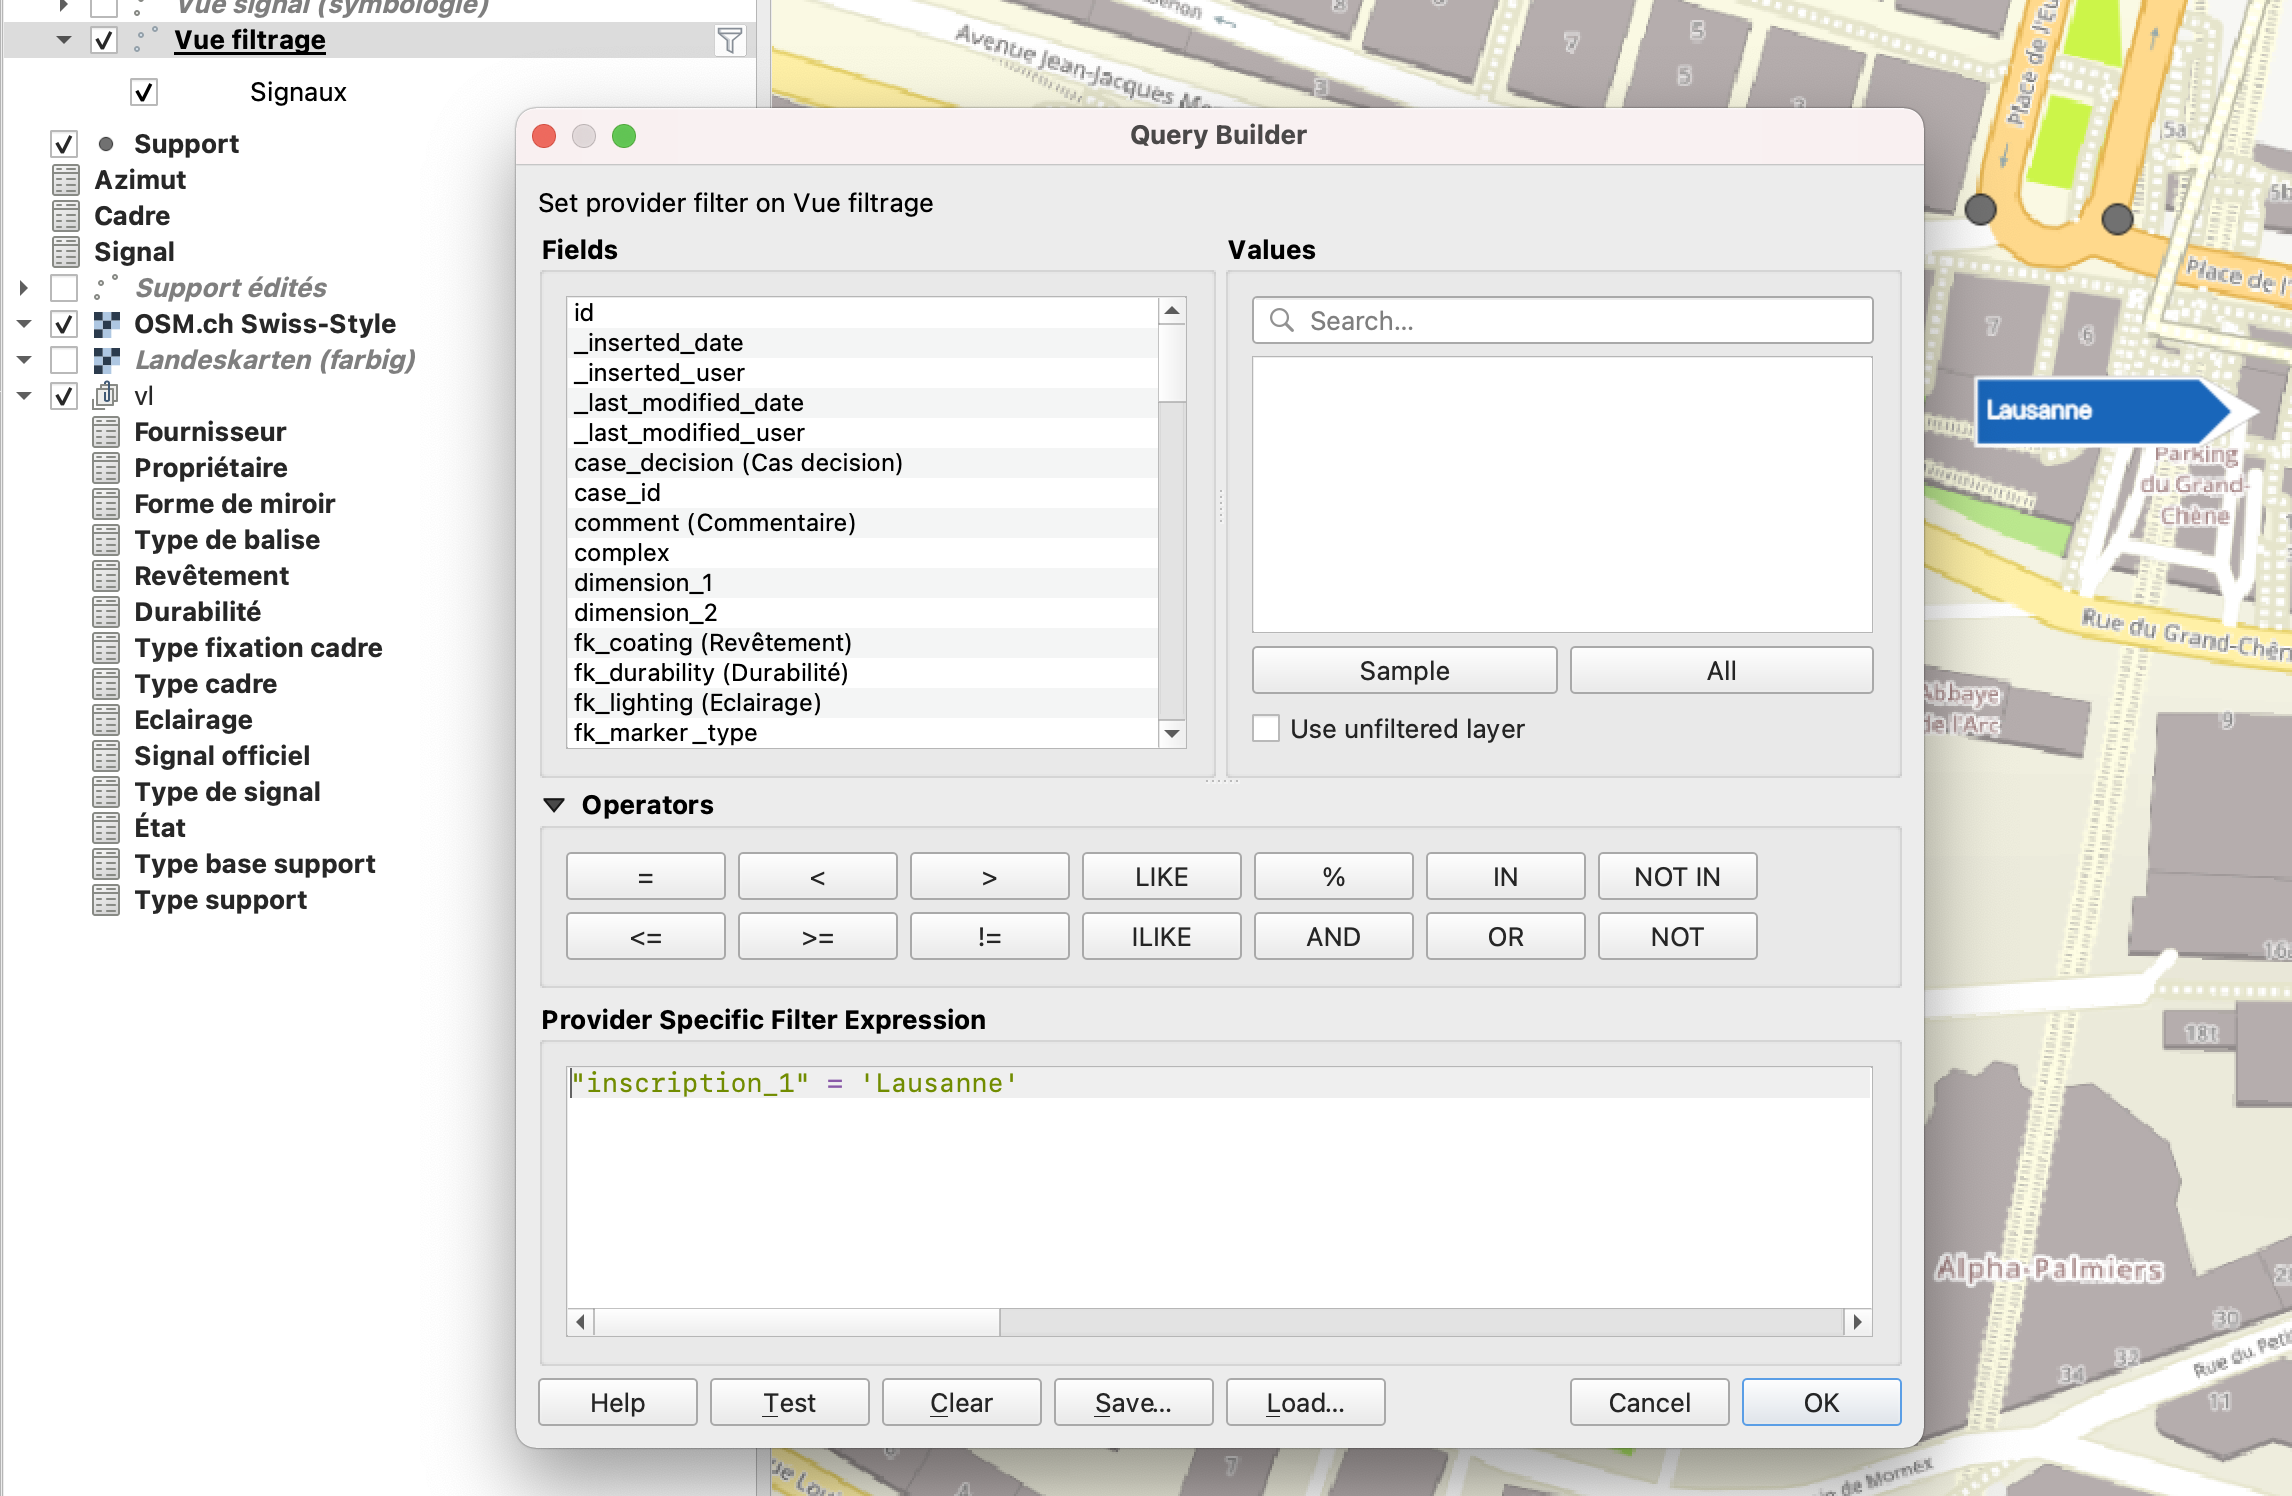 Vue signal (symbologie)
Vue filtrage
Signaux
Support
Azimut
Cadre
Signal
Support édités
OSM.ch Swiss-Style
Landeskarten (farbig)
vl
Fournisseur
Propriétaire
Forme de miroir
Type de balise
Revêtement
Durabilité
Type fixation cadre
Type cadre
Eclairage
Signal officiel
Type de signal
État
Type base support
Type support
Query Builder
Set provider filter on Vue filtrage
Fields
id
_inserted_date
_inserted_user
_last_modified_date
_last_modified_user
case_decision (Cas decision)
case_id
comment (Commentaire)
complex
dimension_1
dimension_2
fk_coating (Revêtement)
fk_durability (Durabilité)
fk_lighting (Eclairage)
fk_marker_type
Values
Search...
Sample
All
Use unfiltered layer
Operators
=
<
>
LIKE
%
IN
NOT IN
<=
>=
!=
ILIKE
AND
OR
NOT
Provider Specific Filter Expression
"inscription_1" = 'Lausanne'
Help
Test
Clear
Save...
Load...
Cancel
OK
Avenue Jean-Jacques
7
5
5
3
Place de l'Eu
5a
5b
Place de l'
7
6
Lausanne
Parking
du Grand-
Chêne
Rue du Grand-Chên
Abbaye
de l'Arc
9
16a
18t
Alpha-Palmiers
30
32
34
Rue du Peti
11
7
de Mornex